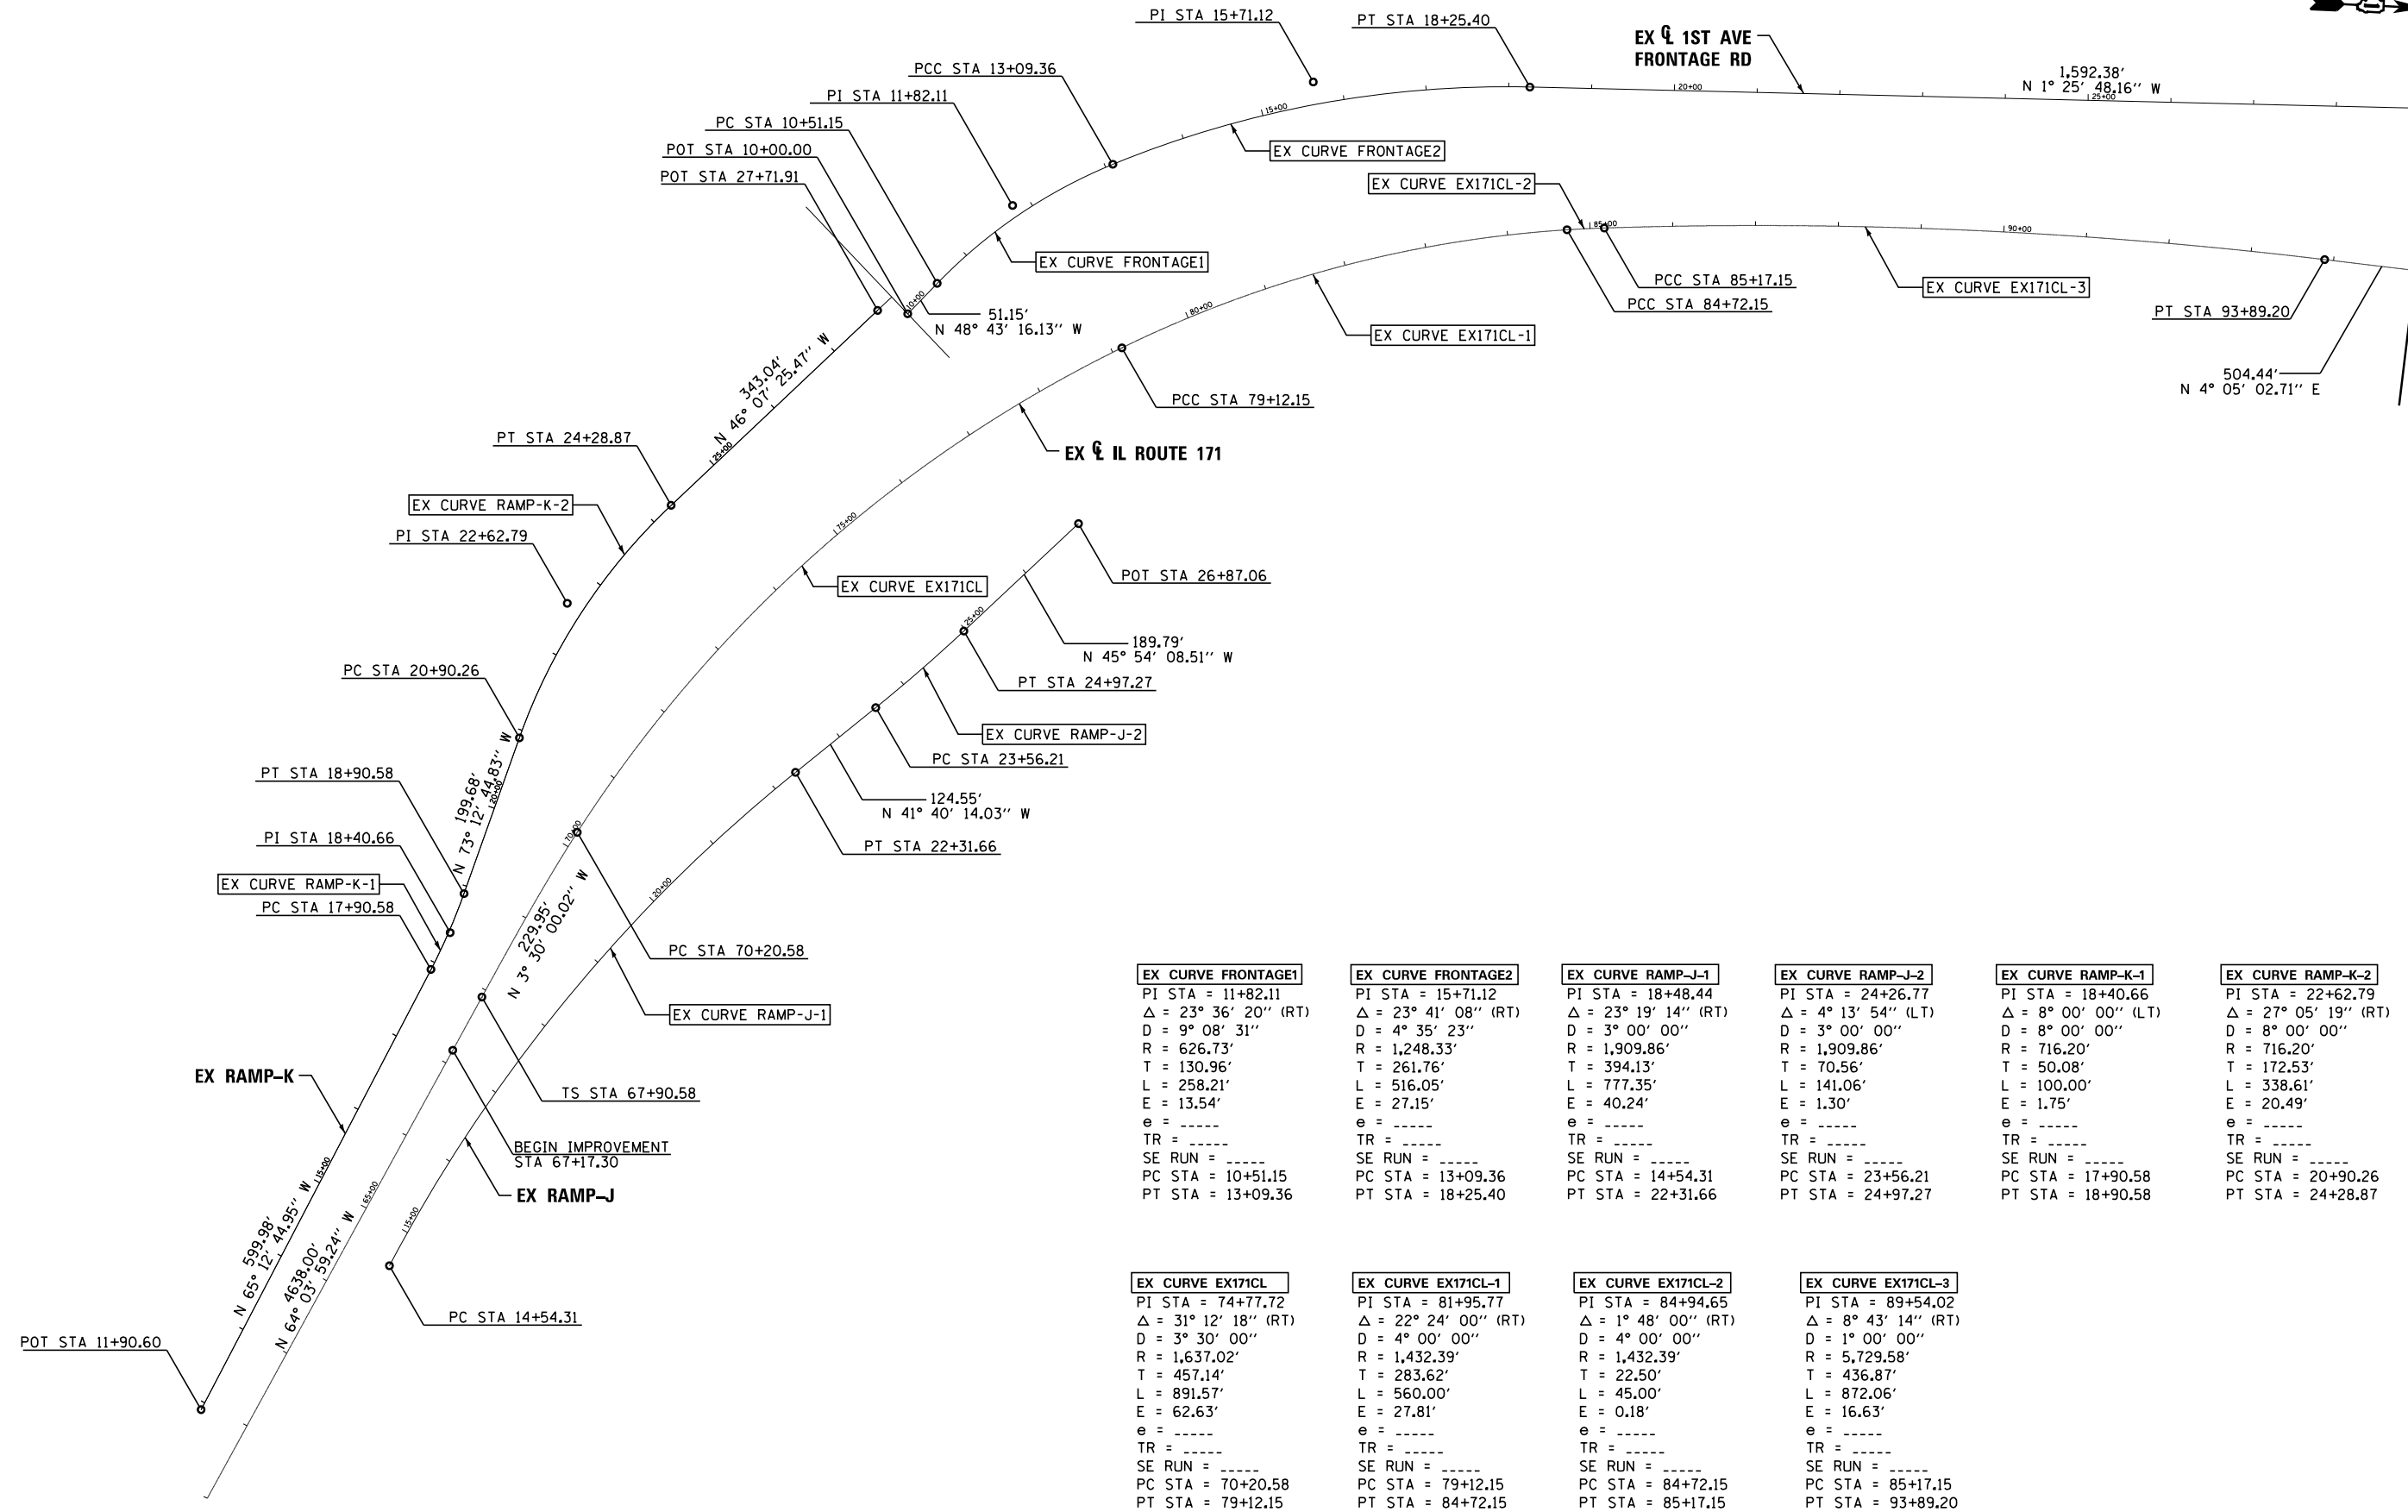 PI STA 15+71.12
PT STA 18+25.40
EX ℄ 1ST AVE
FRONTAGE RD
1,592.38'
N 1° 25' 48.16'' W
20+00
25+00
PCC STA 13+09.36
PI STA 11+82.11
PC STA 10+51.15
POT STA 10+00.00
POT STA 27+71.91
15+00
EX CURVE FRONTAGE2
EX CURVE EX171CL-2
85+00
90+00
EX CURVE FRONTAGE1
PCC STA 85+17.15
PCC STA 84+72.15
EX CURVE EX171CL-3
PT STA 93+89.20
10+00
51.15'
N 48° 43' 16.13'' W
80+00
EX CURVE EX171CL-1
504.44'
N 4° 05' 02.71'' E
343.04'
N 46° 07' 25.47'' W
PCC STA 79+12.15
PT STA 24+28.87
25+00
EX ℄ IL ROUTE 171
EX CURVE RAMP-K-2
PI STA 22+62.79
75+00
EX CURVE EX171CL
POT STA 26+87.06
25+00
189.79'
N 45° 54' 08.51'' W
PC STA 20+90.26
PT STA 24+97.27
EX CURVE RAMP-J-2
PC STA 23+56.21
PT STA 18+90.58
199.68'
N 73° 12' 44.83'' W
20+00
124.55'
N 41° 40' 14.03'' W
PT STA 22+31.66
PI STA 18+40.66
70+00
EX CURVE RAMP-K-1
20+00
PC STA 17+90.58
229.95'
N 3° 30' 00.02'' W
PC STA 70+20.58
EX CURVE RAMP-J-1
EX RAMP-K
TS STA 67+90.58
BEGIN IMPROVEMENT
STA 67+17.30
EX RAMP-J
15+00
65+00
15+00
599.98'
N 65° 12' 44.95'' W
4638.00'
N 64° 03' 59.24'' W
PC STA 14+54.31
POT STA 11+90.60
EX CURVE FRONTAGE1
PI STA = 11+82.11
Δ = 23° 36' 20'' (RT)
D = 9° 08' 31''
R = 626.73'
T = 130.96'
L = 258.21'
E = 13.54'
e = _____
TR = _____
SE RUN = _____
PC STA = 10+51.15
PT STA = 13+09.36
EX CURVE FRONTAGE2
PI STA = 15+71.12
Δ = 23° 41' 08'' (RT)
D = 4° 35' 23''
R = 1,248.33'
T = 261.76'
L = 516.05'
E = 27.15'
e = _____
TR = _____
SE RUN = _____
PC STA = 13+09.36
PT STA = 18+25.40
EX CURVE RAMP-J-1
PI STA = 18+48.44
Δ = 23° 19' 14'' (RT)
D = 3° 00' 00''
R = 1,909.86'
T = 394.13'
L = 777.35'
E = 40.24'
e = _____
TR = _____
SE RUN = _____
PC STA = 14+54.31
PT STA = 22+31.66
EX CURVE RAMP-J-2
PI STA = 24+26.77
Δ = 4° 13' 54'' (LT)
D = 3° 00' 00''
R = 1,909.86'
T = 70.56'
L = 141.06'
E = 1.30'
e = _____
TR = _____
SE RUN = _____
PC STA = 23+56.21
PT STA = 24+97.27
EX CURVE RAMP-K-1
PI STA = 18+40.66
Δ = 8° 00' 00'' (LT)
D = 8° 00' 00''
R = 716.20'
T = 50.08'
L = 100.00'
E = 1.75'
e = _____
TR = _____
SE RUN = _____
PC STA = 17+90.58
PT STA = 18+90.58
EX CURVE RAMP-K-2
PI STA = 22+62.79
Δ = 27° 05' 19'' (RT)
D = 8° 00' 00''
R = 716.20'
T = 172.53'
L = 338.61'
E = 20.49'
e = _____
TR = _____
SE RUN = _____
PC STA = 20+90.26
PT STA = 24+28.87
EX CURVE EX171CL
PI STA = 74+77.72
Δ = 31° 12' 18'' (RT)
D = 3° 30' 00''
R = 1,637.02'
T = 457.14'
L = 891.57'
E = 62.63'
e = _____
TR = _____
SE RUN = _____
PC STA = 70+20.58
PT STA = 79+12.15
EX CURVE EX171CL-1
PI STA = 81+95.77
Δ = 22° 24' 00'' (RT)
D = 4° 00' 00''
R = 1,432.39'
T = 283.62'
L = 560.00'
E = 27.81'
e = _____
TR = _____
SE RUN = _____
PC STA = 79+12.15
PT STA = 84+72.15
EX CURVE EX171CL-2
PI STA = 84+94.65
Δ = 1° 48' 00'' (RT)
D = 4° 00' 00''
R = 1,432.39'
T = 22.50'
L = 45.00'
E = 0.18'
e = _____
TR = _____
SE RUN = _____
PC STA = 84+72.15
PT STA = 85+17.15
EX CURVE EX171CL-3
PI STA = 89+54.02
Δ = 8° 43' 14'' (RT)
D = 1° 00' 00''
R = 5,729.58'
T = 436.87'
L = 872.06'
E = 16.63'
e = _____
TR = _____
SE RUN = _____
PC STA = 85+17.15
PT STA = 93+89.20